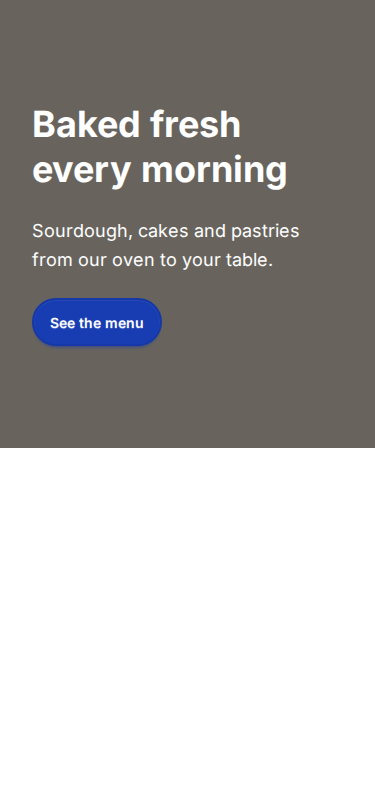 Baked fresh
every morning
Sourdough, cakes and pastries
from our oven to your table.
See the menu